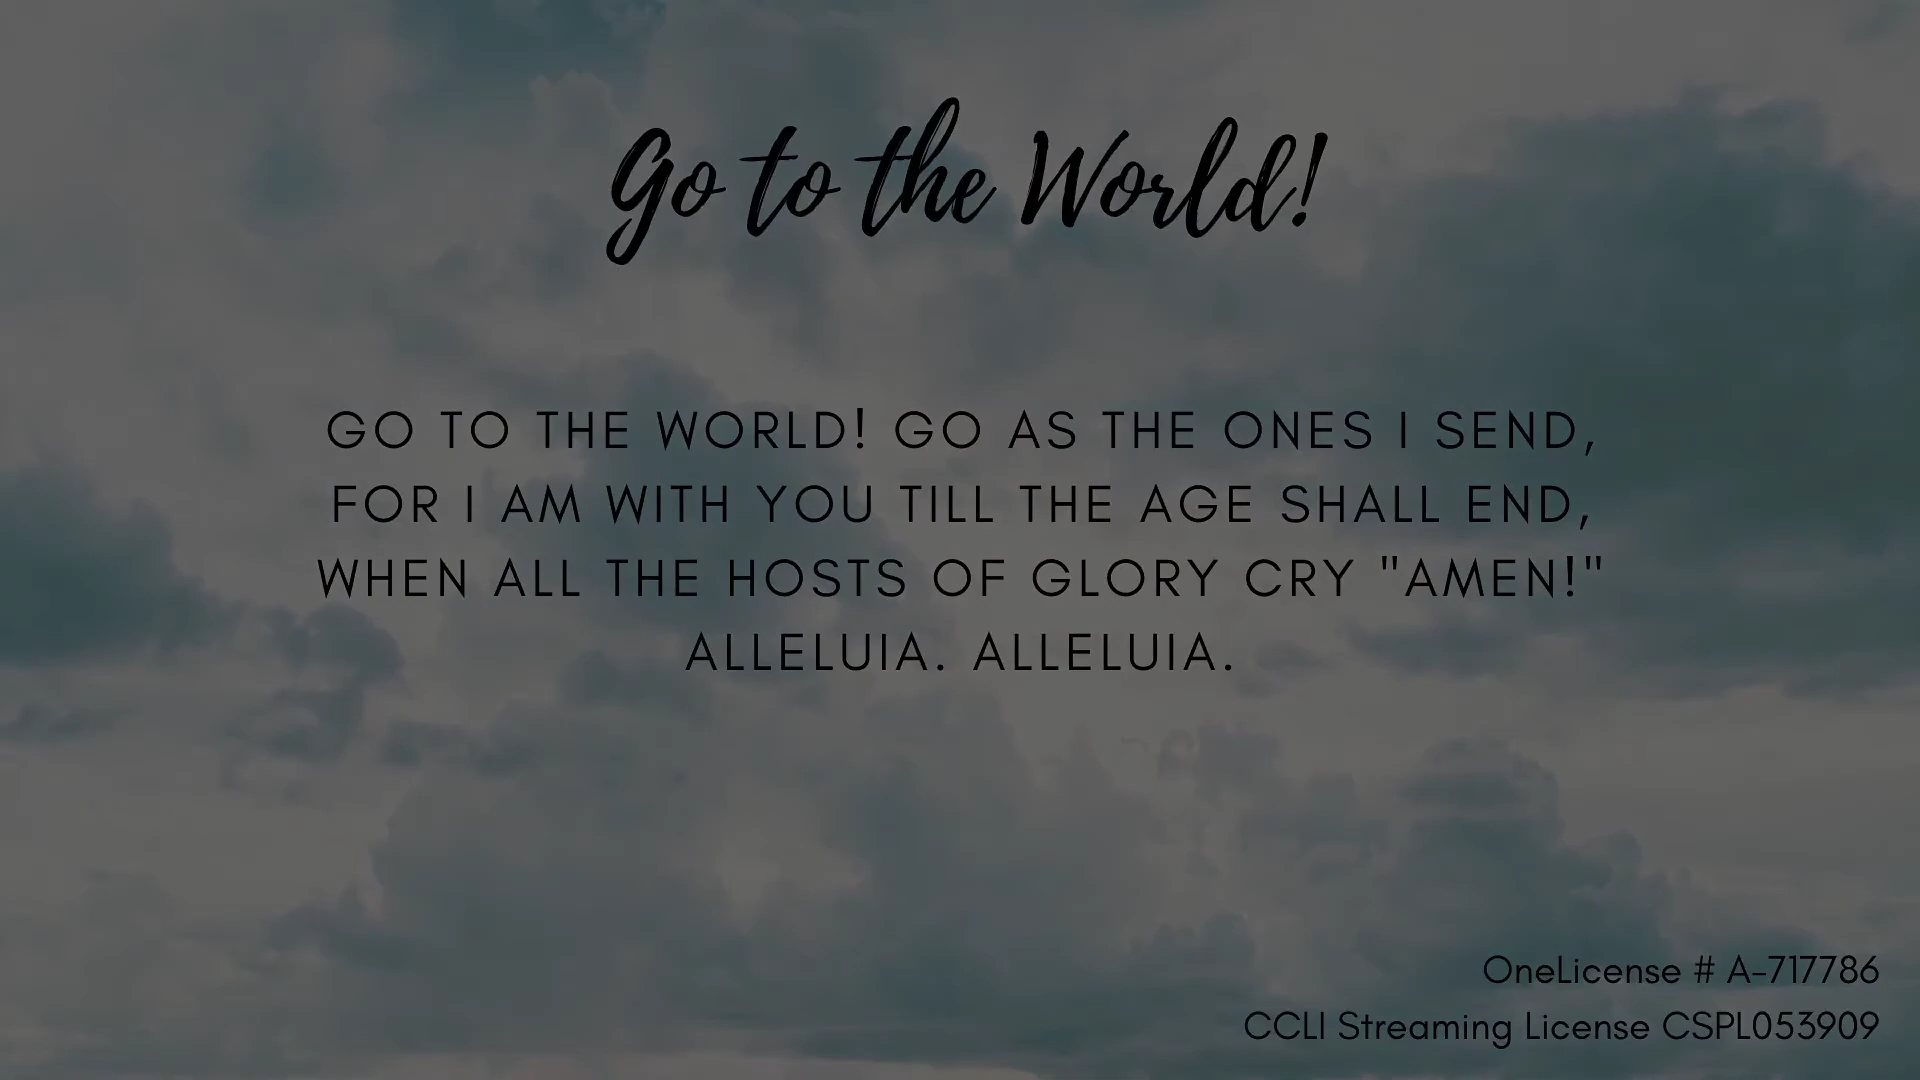 Go to the World!
GO TO THE WORLD! GO AS THE ONES I SEND,
FOR I AM WITH YOU TILL THE AGE SHALL END,
WHEN ALL THE HOSTS OF GLORY CRY "AMEN!"
ALLELUIA. ALLELUIA.
OneLicense # A-717786
CCLI Streaming License CSPL053909